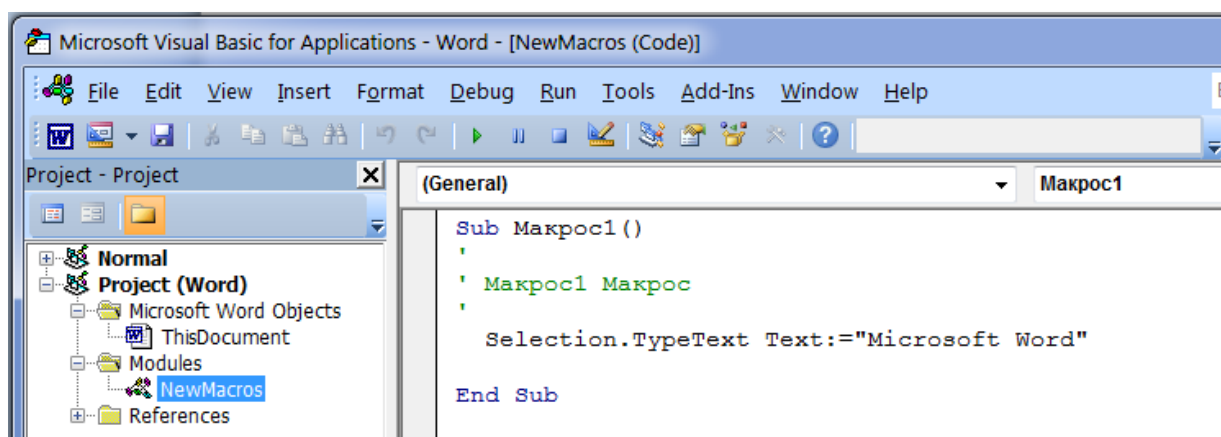 Microsoft Visual Basic for Applications - Word - [NewMacros (Code)]
File Edit View Insert Format Debug Run Tools Add-Ins Window Help
Project - Project
(General)
Макрос1
Normal
Project (Word)
Microsoft Word Objects
ThisDocument
Modules
NewMacros
References
Sub Макрос1()
'
' Макрос1 Макрос
'
Selection.TypeText Text:="Microsoft Word"
End Sub